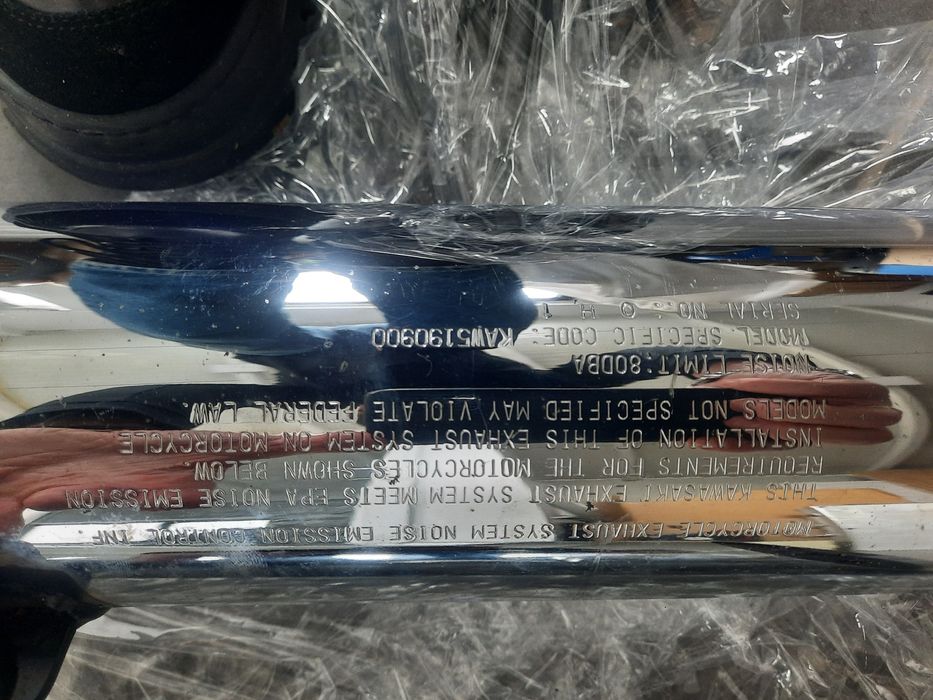 MOTORCYCLE EXHAUST SYSTEM NOISE EMISSION CONTROL INF
THIS KAWASAKI EXHAUST SYSTEM MEETS EPA NOISE EMISSION
REQUIREMENTS FOR THE MOTORCYCLES SHOWN BELOW.
INSTALLATION OF THIS EXHAUST SYSTEM ON MOTORCYCLE
MODELS NOT SPECIFIED MAY VIOLATE FEDERAL LAW.
NOISE LIMIT:80DBA
MODEL SPECIFIC CODE: KAW5190900
SERIAL NO: Q H 1